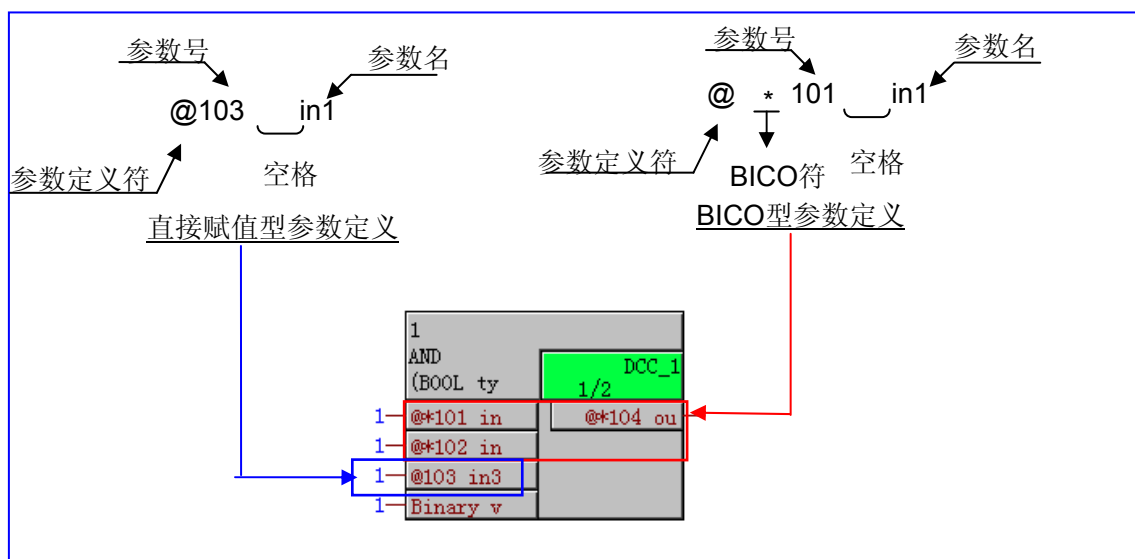 参数号
参数名
@103 in1
参数定义符
空格
直接赋值型参数定义
参数号
参数名
@ * 101 in1
参数定义符
BICO符
空格
BICO型参数定义
1
AND
(BOOL ty
DCC_1
1/2
1 @*101 in
@*104 ou
1 @*102 in
1 @103 in3
1 Binary v